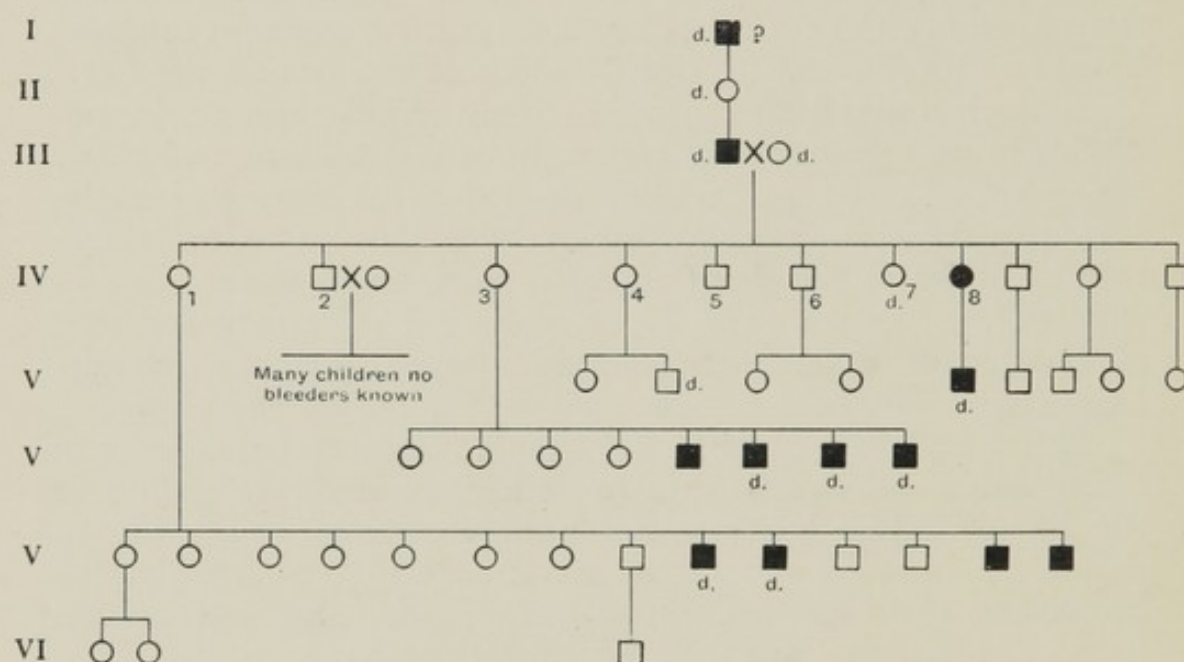 I d. ?
II d.
III d. X d.
IV 1 2 X 3 4 5 6 d. 7 8
V Many children no bleeders known d. d.
V d. d. d.
V d. d.
VI